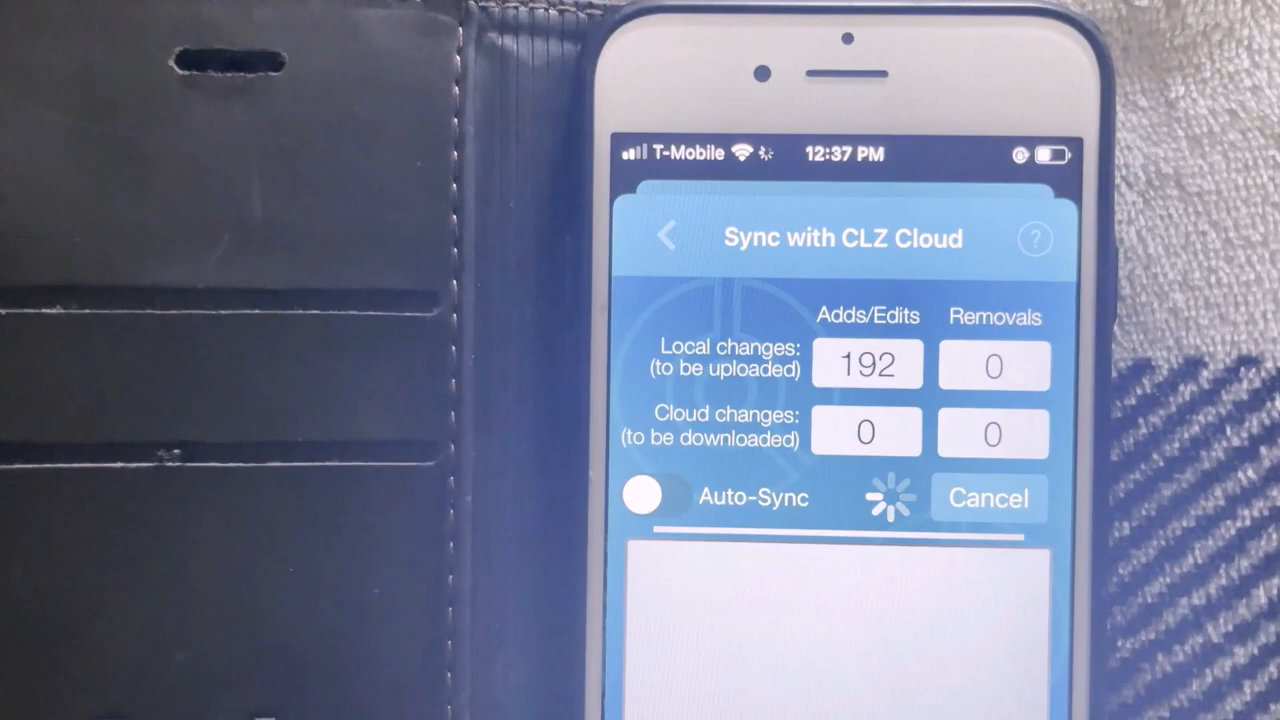 T-Mobile 12:37 PM
Sync with CLZ Cloud ?
Adds/Edits Removals
Local changes:
(to be uploaded) 192 0
Cloud changes:
(to be downloaded) 0 0
Auto-Sync Cancel